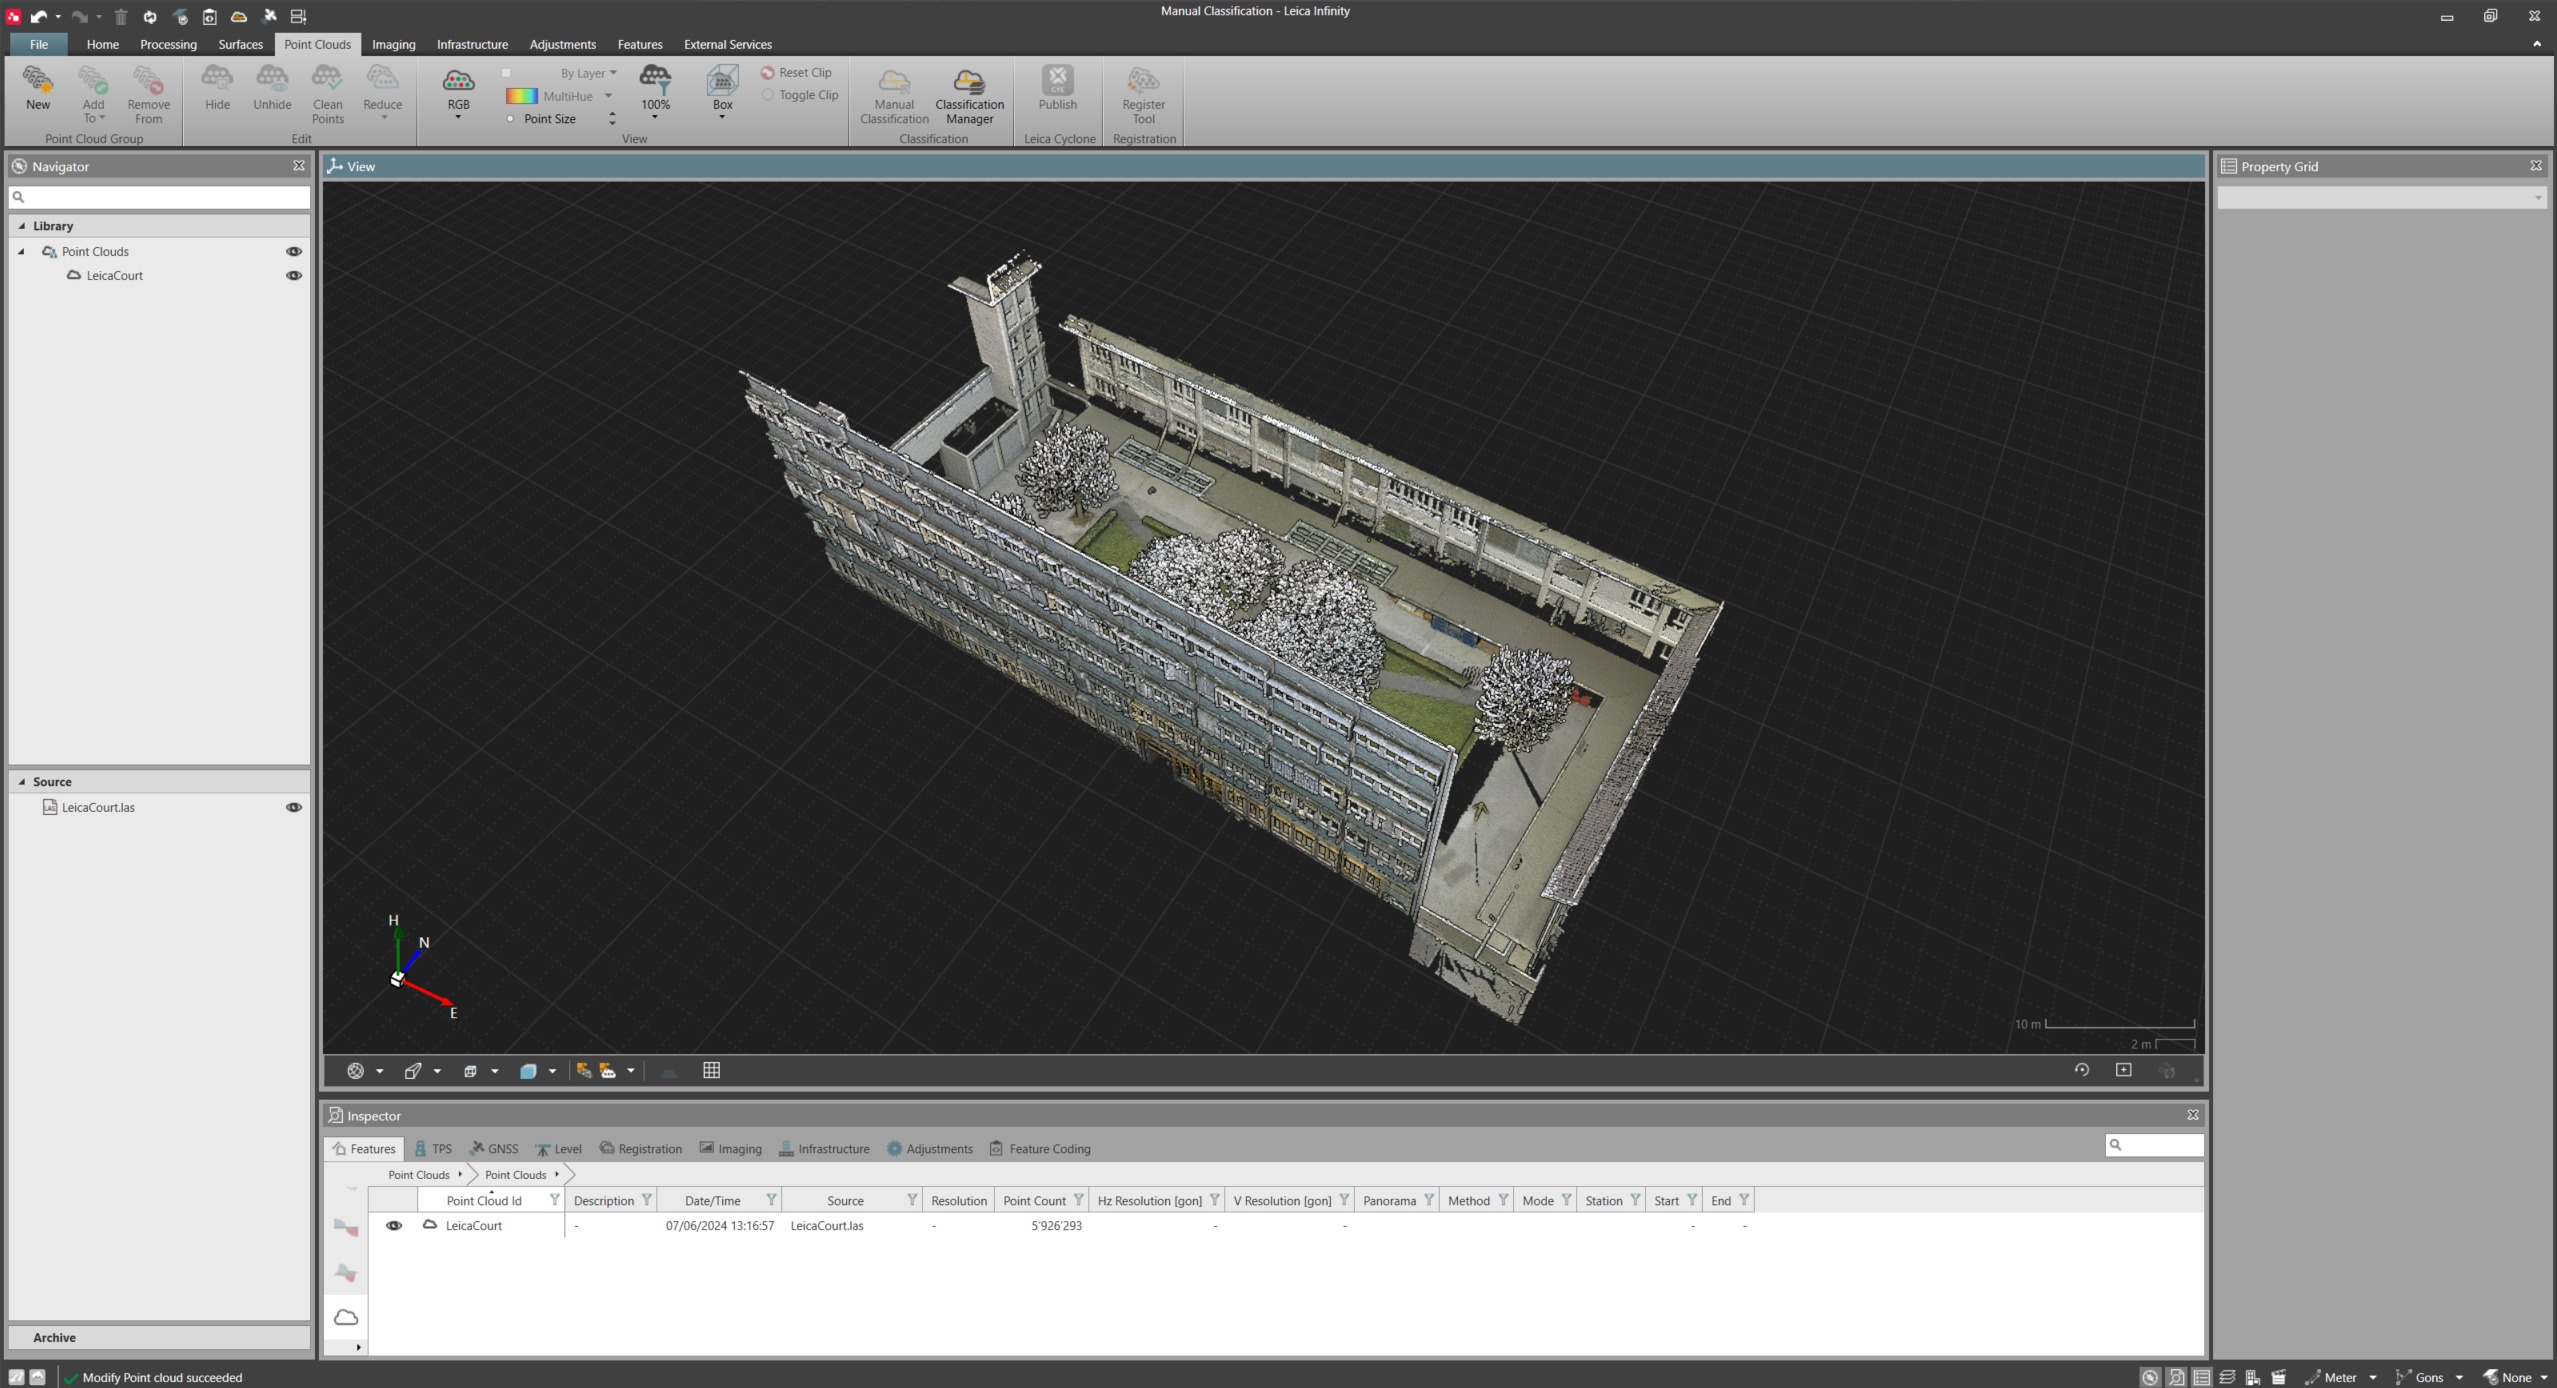 Manual Classification - Leica Infinity
File Home Processing Surfaces Point Clouds Imaging Infrastructure Adjustments Features External Services
New
Add To
Remove From
Point Cloud Group
Hide
Unhide
Clean Points
Reduce
Edit
RGB
By Layer
MultiHue
Point Size
100%
Box
Reset Clip
Toggle Clip
View
Manual Classification
Classification Manager
Classification
CYE
Publish
Leica Cyclone
Register Tool
Registration
Navigator
Library
Point Clouds
LeicaCourt
Source
LAS LeicaCourt.las
Archive
View
H
N
E
10 m
2 m
Inspector
Features TPS GNSS Level Registration Imaging Infrastructure Adjustments Feature Coding
Point Clouds Point Clouds
Point Cloud Id Description Date/Time Source Resolution Point Count Hz Resolution [gon] V Resolution [gon] Panorama Method Mode Station Start End
LeicaCourt - 07/06/2024 13:16:57 LeicaCourt.las - 5'926'293 - - - -
Property Grid
Modify Point cloud succeeded
Meter Gons None